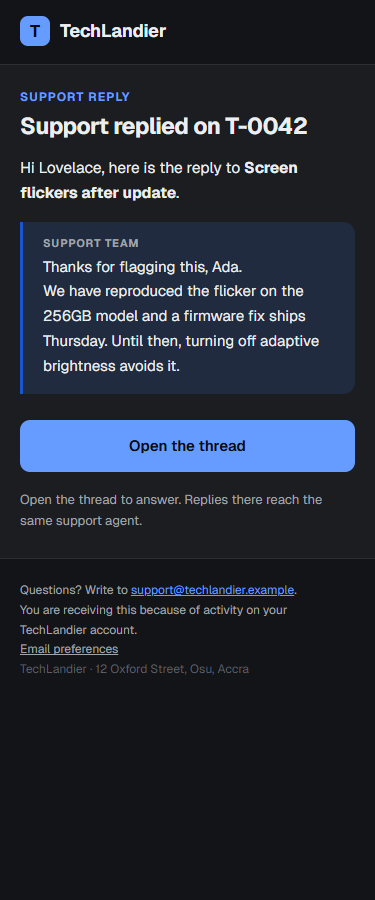 T TechLandier
SUPPORT REPLY
Support replied on T-0042
Hi Lovelace, here is the reply to Screen
flickers after update.
SUPPORT TEAM
Thanks for flagging this, Ada.
We have reproduced the flicker on the
256GB model and a firmware fix ships
Thursday. Until then, turning off adaptive
brightness avoids it.
Open the thread
Open the thread to answer. Replies there reach the
same support agent.
Questions? Write to support@techlandier.example.
You are receiving this because of activity on your
TechLandier account.
Email preferences
TechLandier · 12 Oxford Street, Osu, Accra